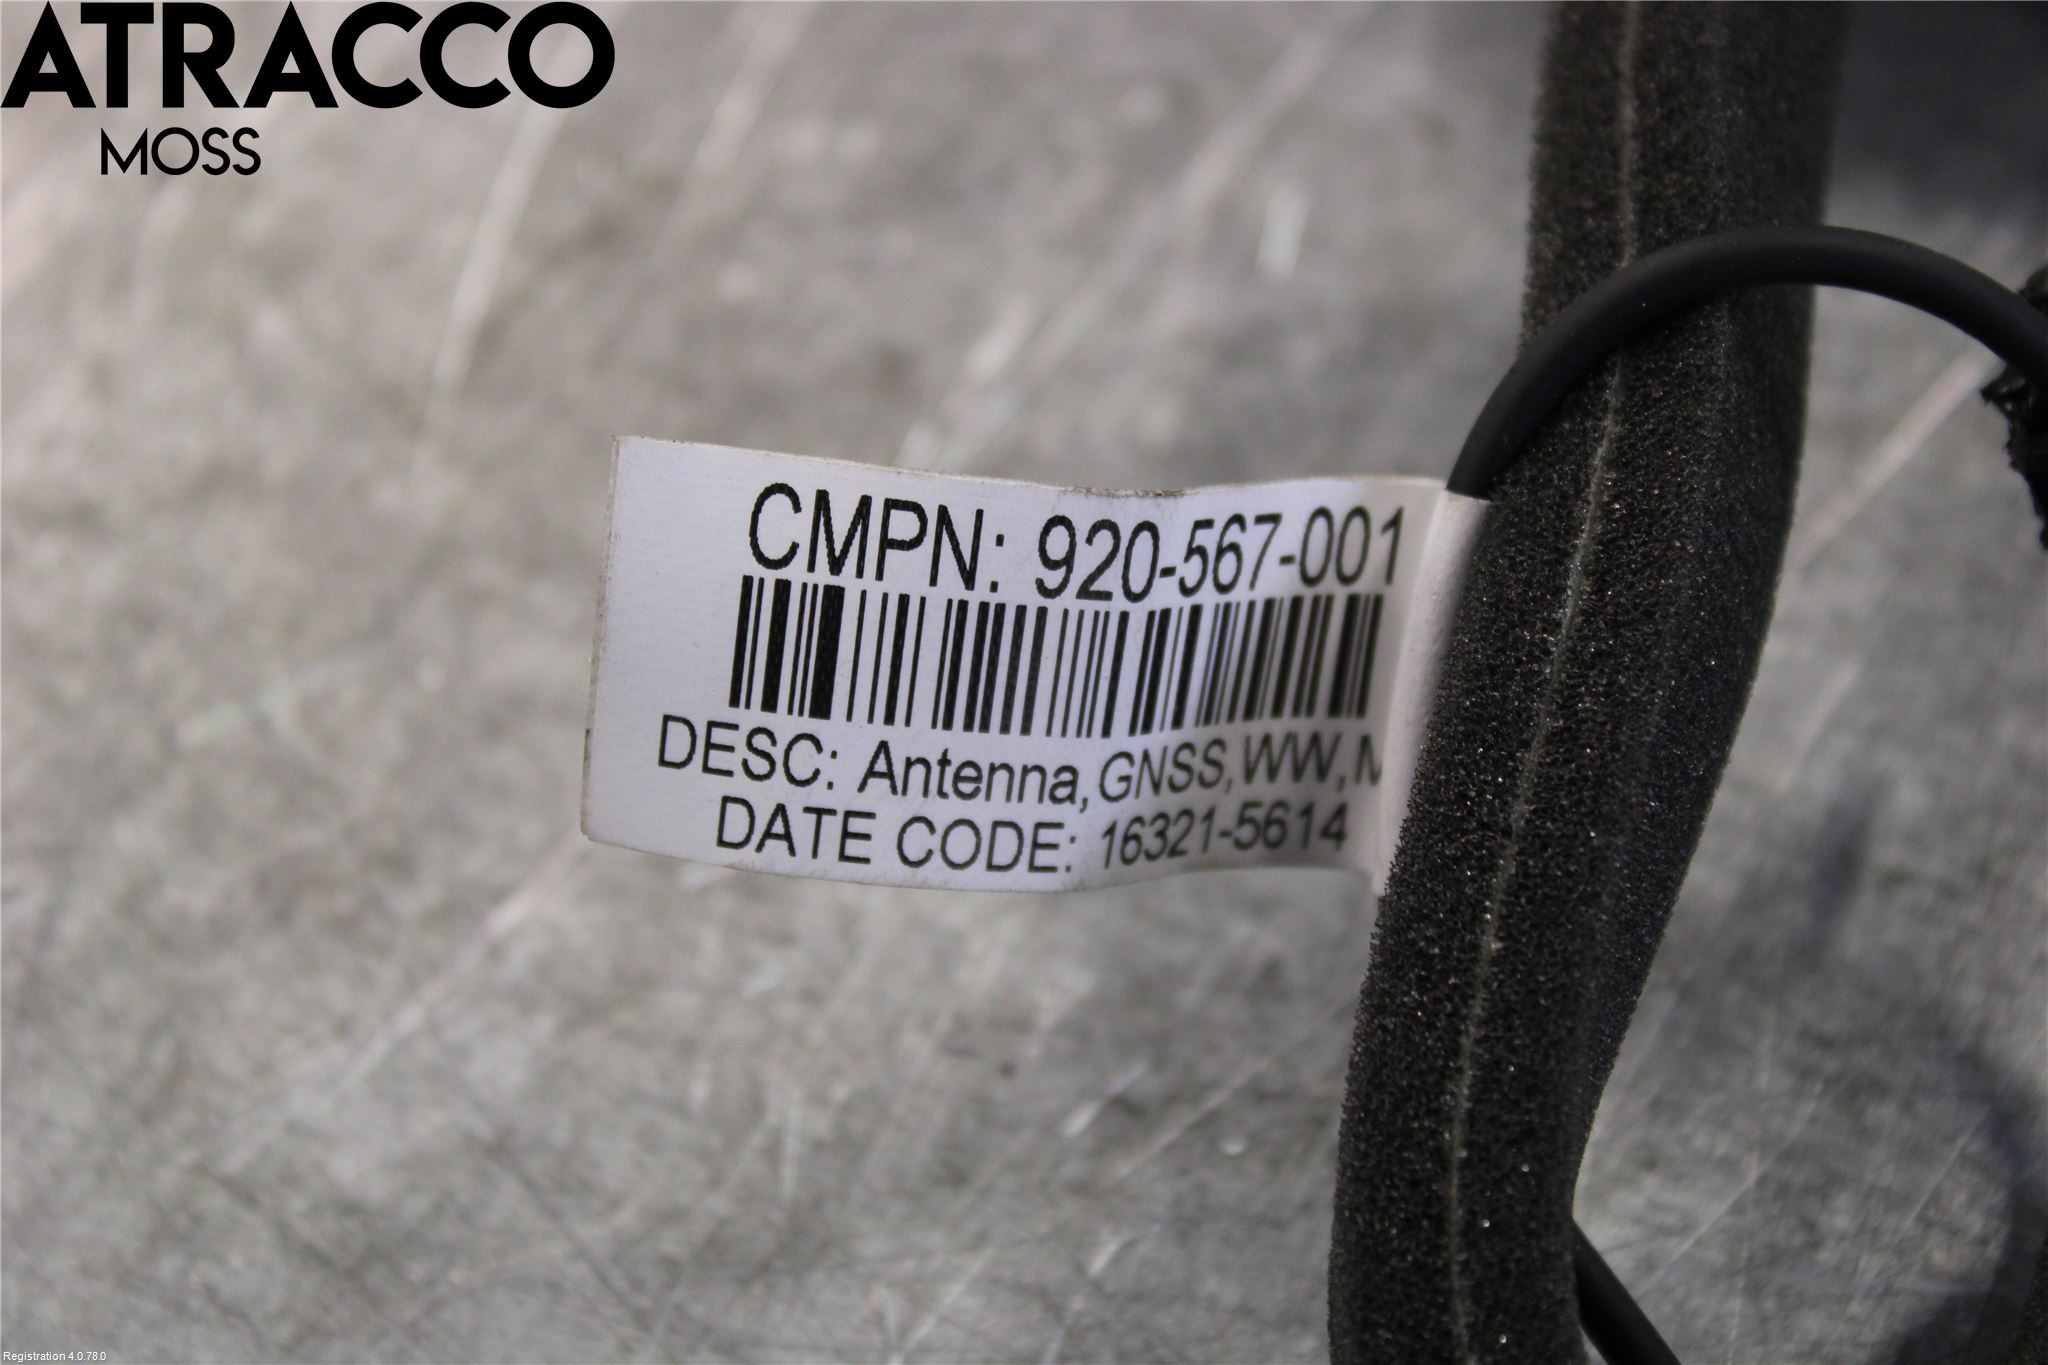 ATRACCO
MOSS
CMPN: 920-567-001
DESC: Antenna,GNSS,WW,M
DATE CODE: 16321-5614
Registration 4.0.78.0